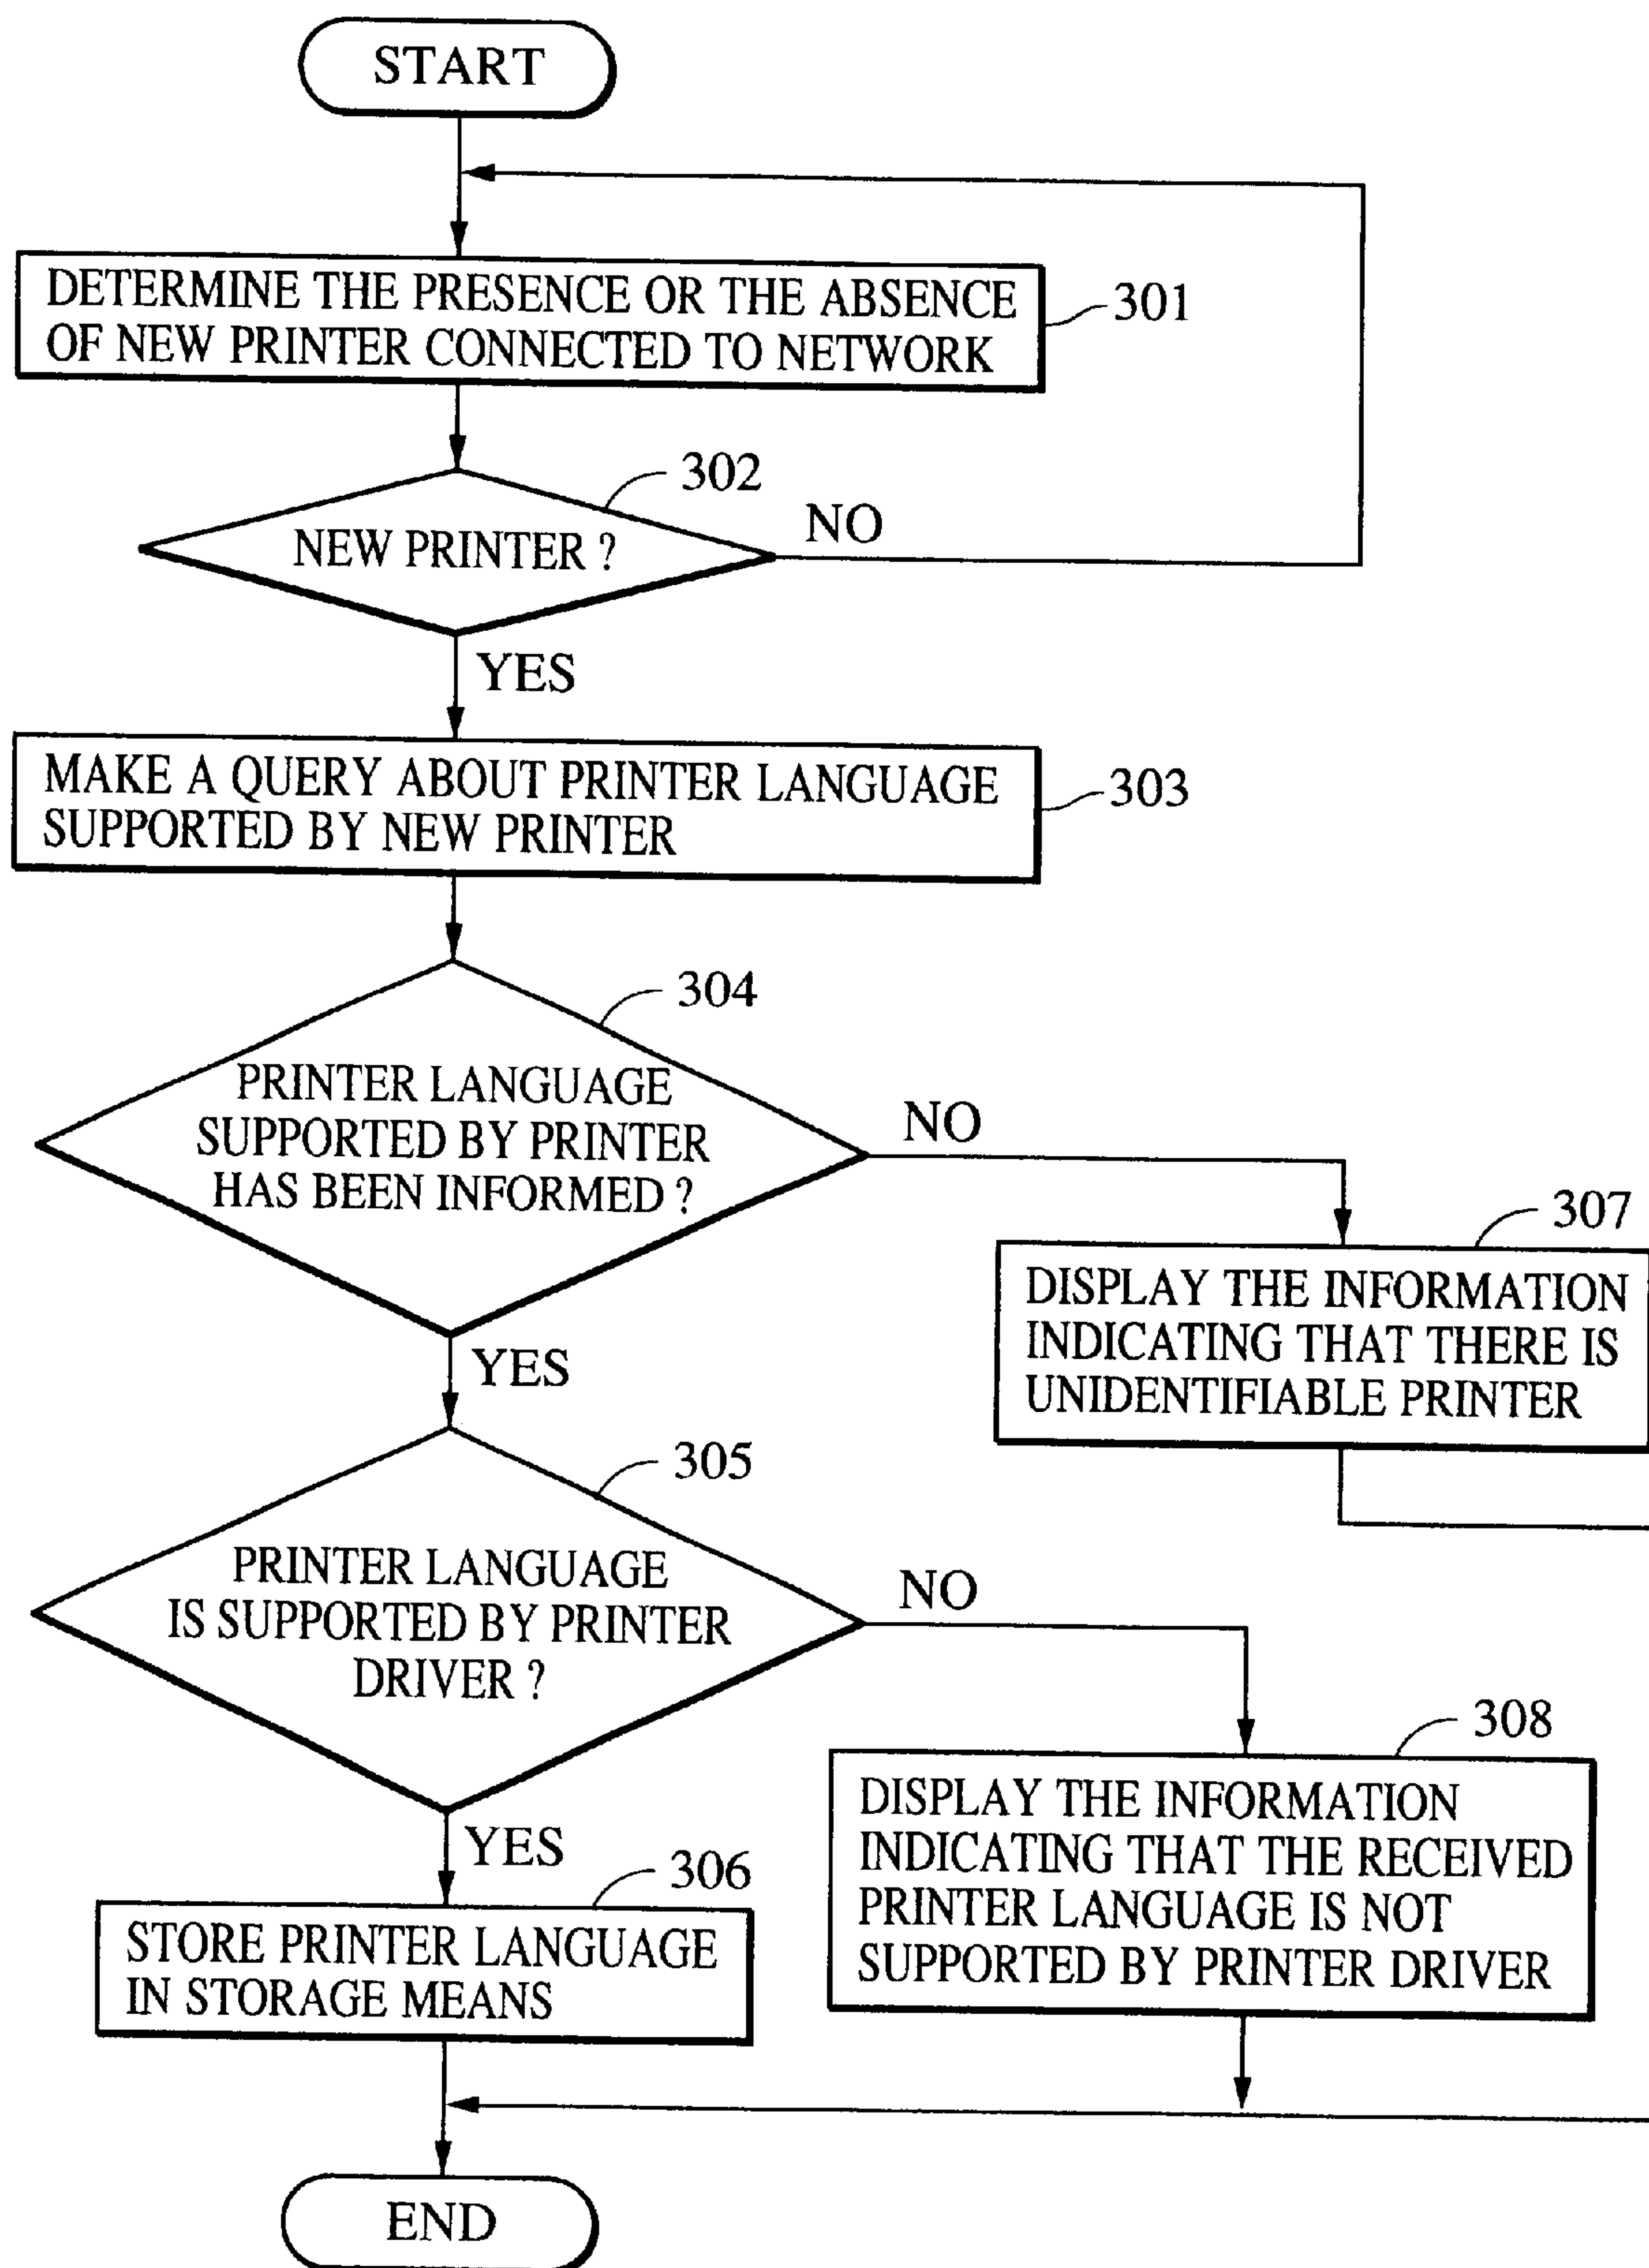 START
DETERMINE THE PRESENCE OR THE ABSENCE
OF NEW PRINTER CONNECTED TO NETWORK
301
302
NEW PRINTER ?
NO
YES
MAKE A QUERY ABOUT PRINTER LANGUAGE
SUPPORTED BY NEW PRINTER
303
304
PRINTER LANGUAGE
SUPPORTED BY PRINTER
HAS BEEN INFORMED ?
NO
YES
307
DISPLAY THE INFORMATION
INDICATING THAT THERE IS
UNIDENTIFIABLE PRINTER
305
PRINTER LANGUAGE
IS SUPPORTED BY PRINTER
DRIVER ?
NO
YES
308
DISPLAY THE INFORMATION
INDICATING THAT THE RECEIVED
PRINTER LANGUAGE IS NOT
SUPPORTED BY PRINTER DRIVER
306
STORE PRINTER LANGUAGE
IN STORAGE MEANS
END